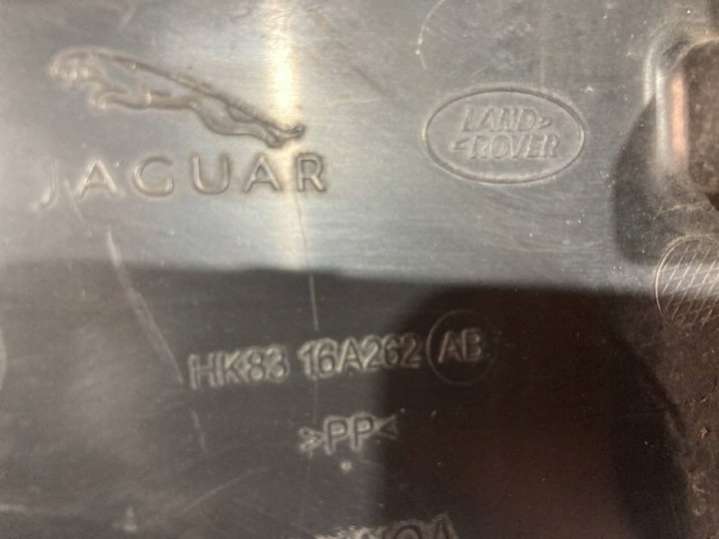 JAGUAR
LAND
ROVER
HK83 16A262 AB
>PP<